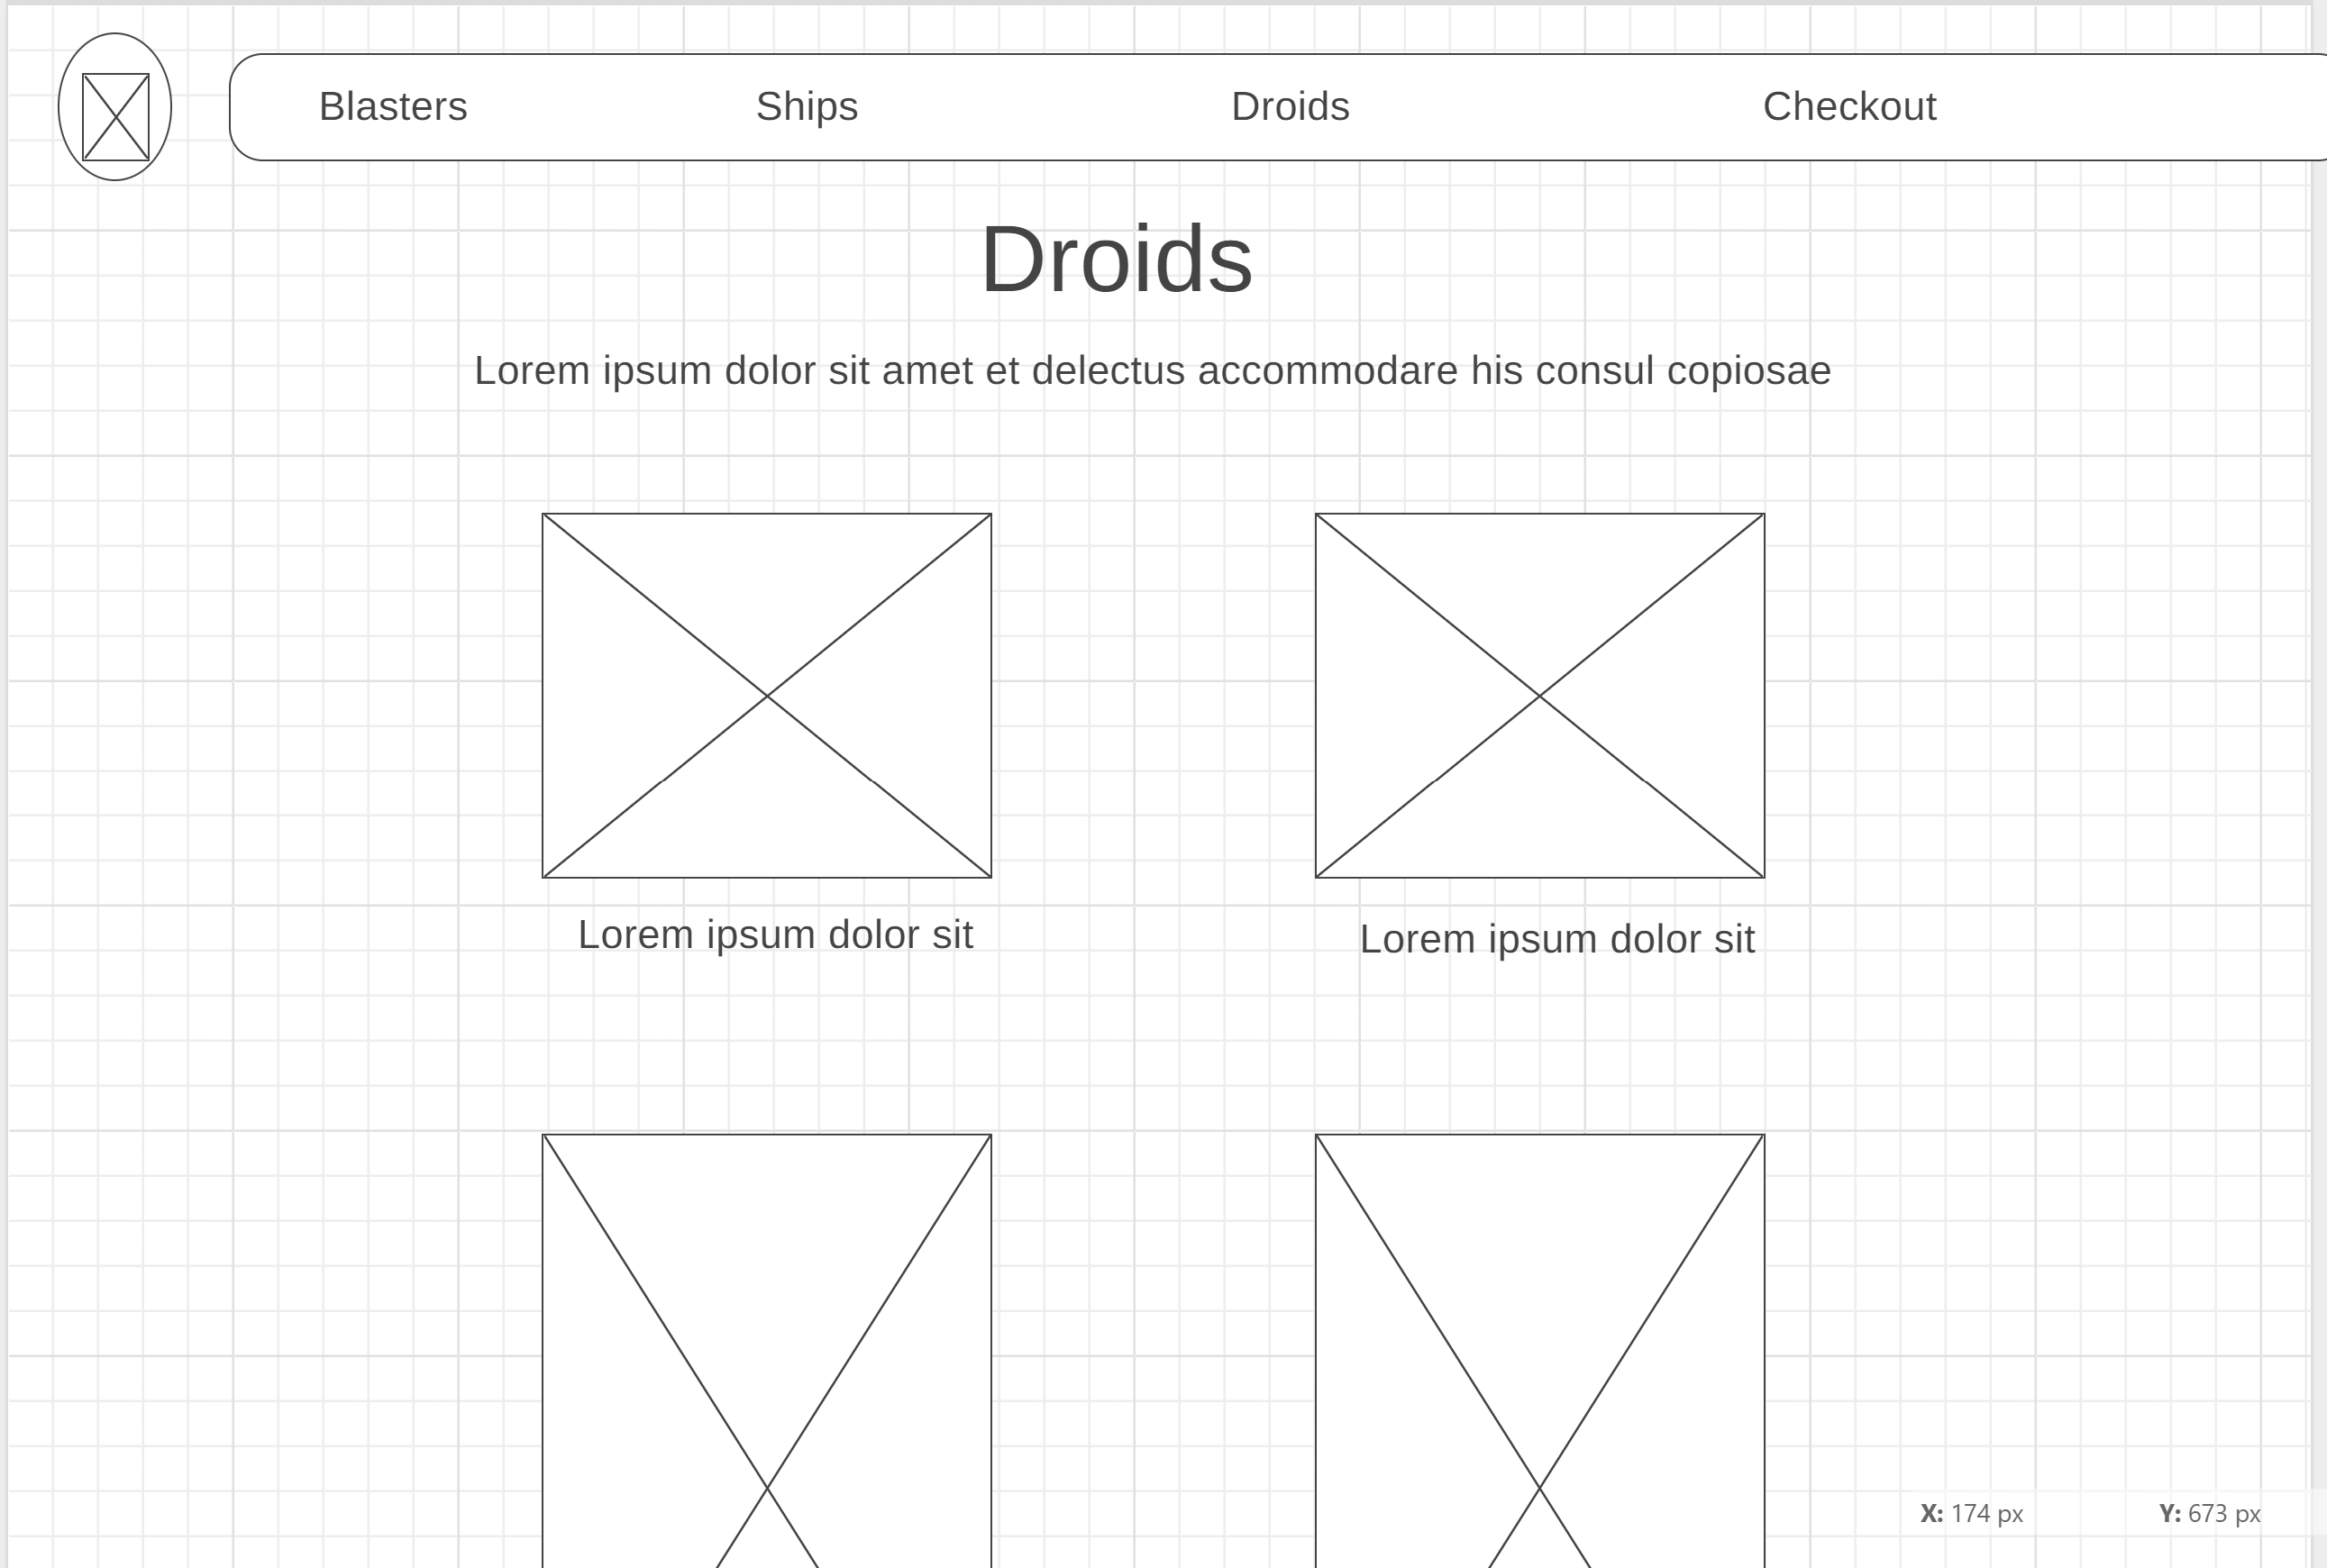 Blasters Ships Droids Checkout
Droids
Lorem ipsum dolor sit amet et delectus accommodare his consul copiosae
Lorem ipsum dolor sit
Lorem ipsum dolor sit
X: 174 px Y: 673 px